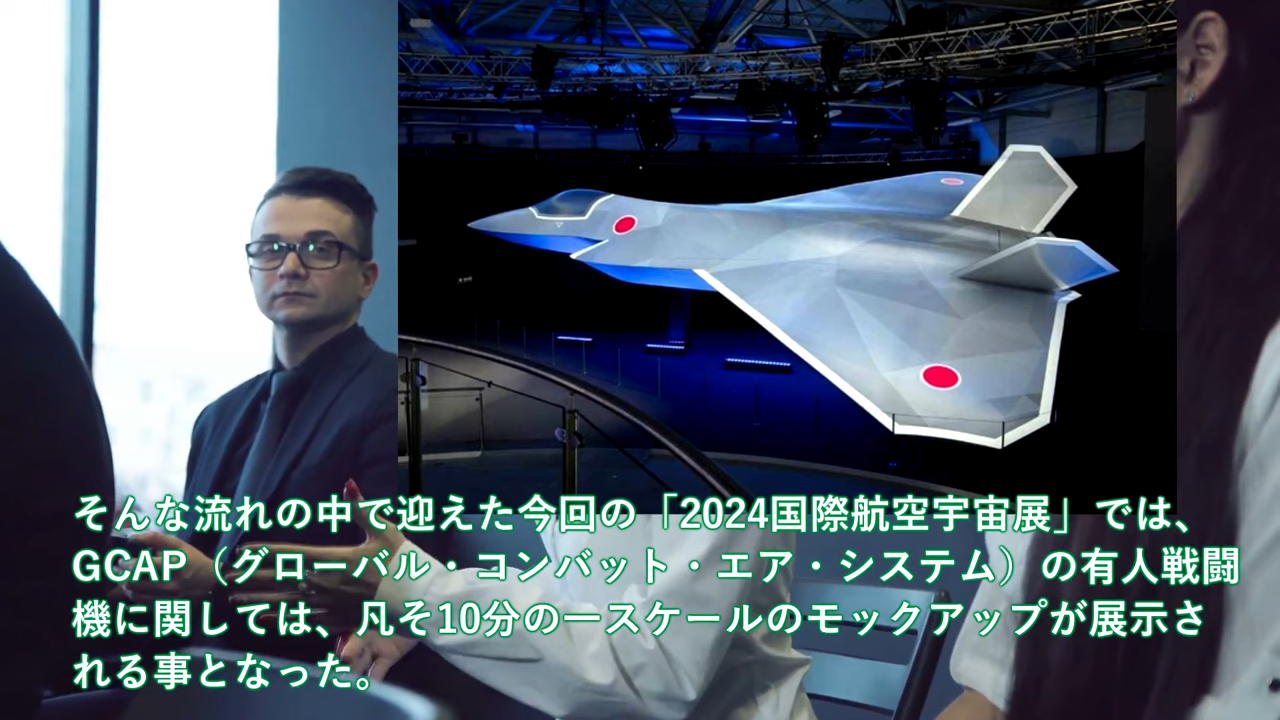 そんな流れの中で迎えた今回の「2024国際航空宇宙展」では、
GCAP（グローバル・コンバット・エア・システム）の有人戦闘
機に関しては、凡そ10分の一スケールのモックアップが展示さ
れる事となった。